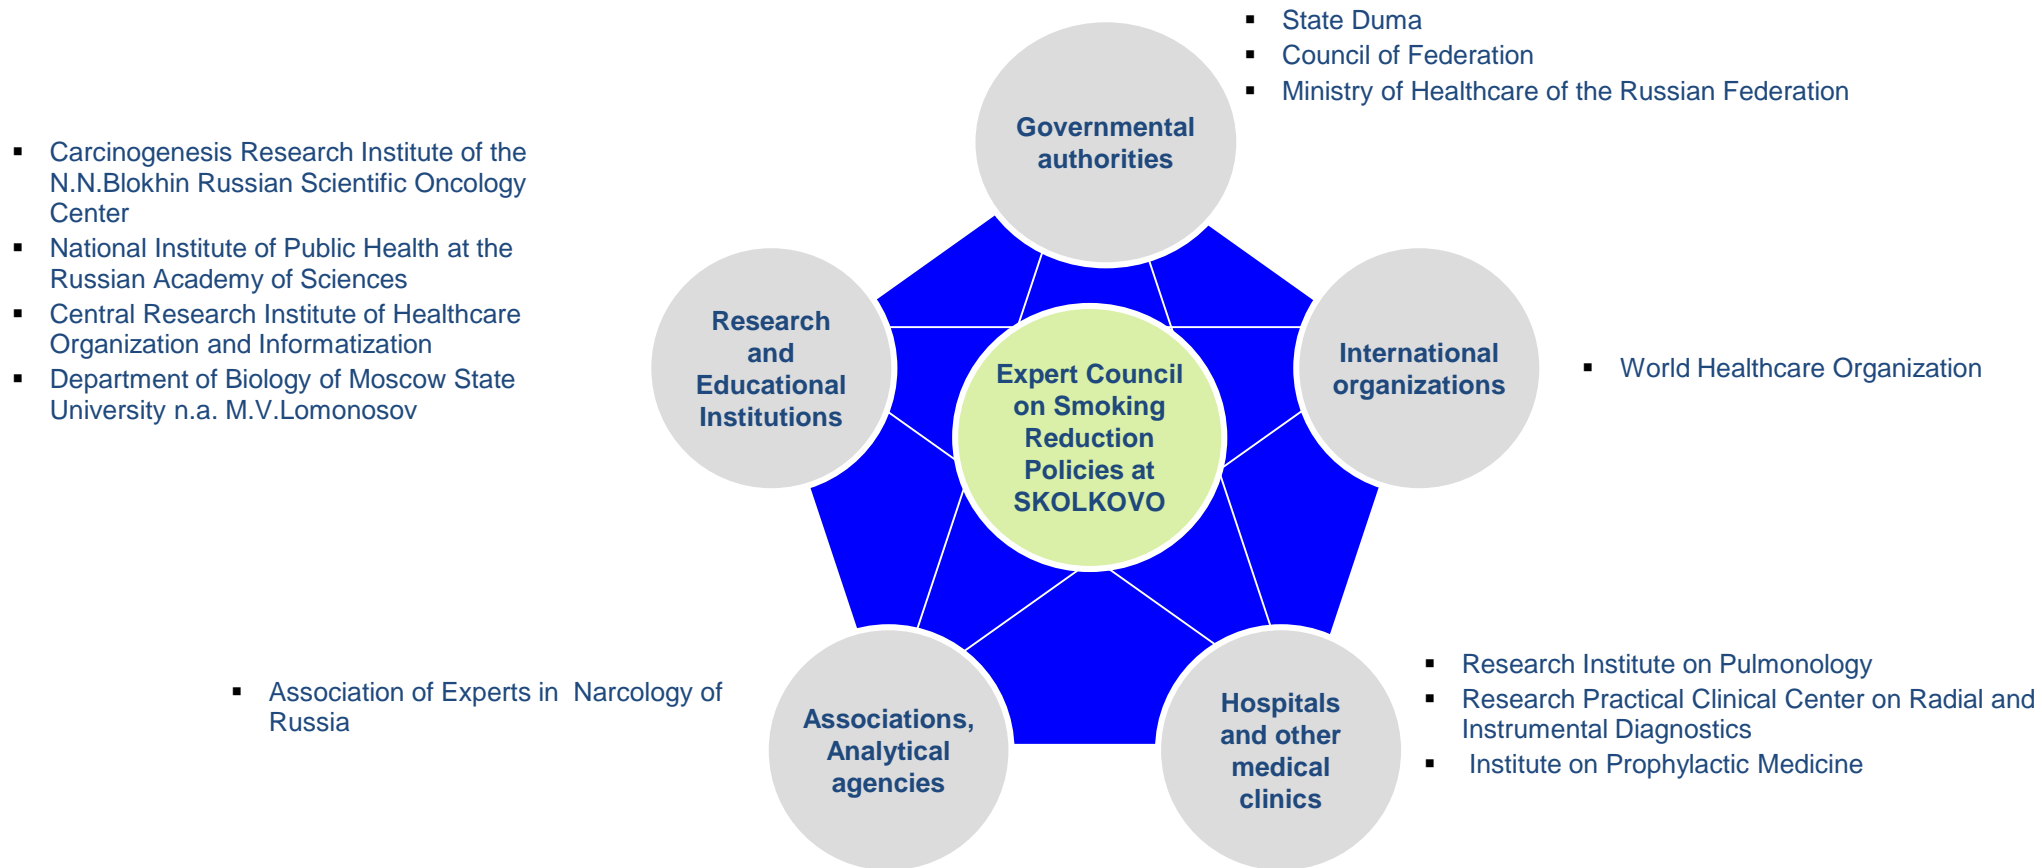 ▪ State Duma
▪ Council of Federation
▪ Ministry of Healthcare of the Russian Federation
Governmental
authorities
▪ Carcinogenesis Research Institute of the
N.N.Blokhin Russian Scientific Oncology
Center
▪ National Institute of Public Health at the
Russian Academy of Sciences
▪ Central Research Institute of Healthcare
Organization and Informatization
▪ Department of Biology of Moscow State
University n.a. M.V.Lomonosov
Research
and
Educational
Institutions
Expert Council
on Smoking
Reduction
Policies at
SKOLKOVO
International
organizations
▪ World Healthcare Organization
▪ Association of Experts in Narcology of
Russia
Associations,
Analytical
agencies
Hospitals
and other
medical
clinics
▪ Research Institute on Pulmonology
▪ Research Practical Clinical Center on Radial and
Instrumental Diagnostics
▪ Institute on Prophylactic Medicine